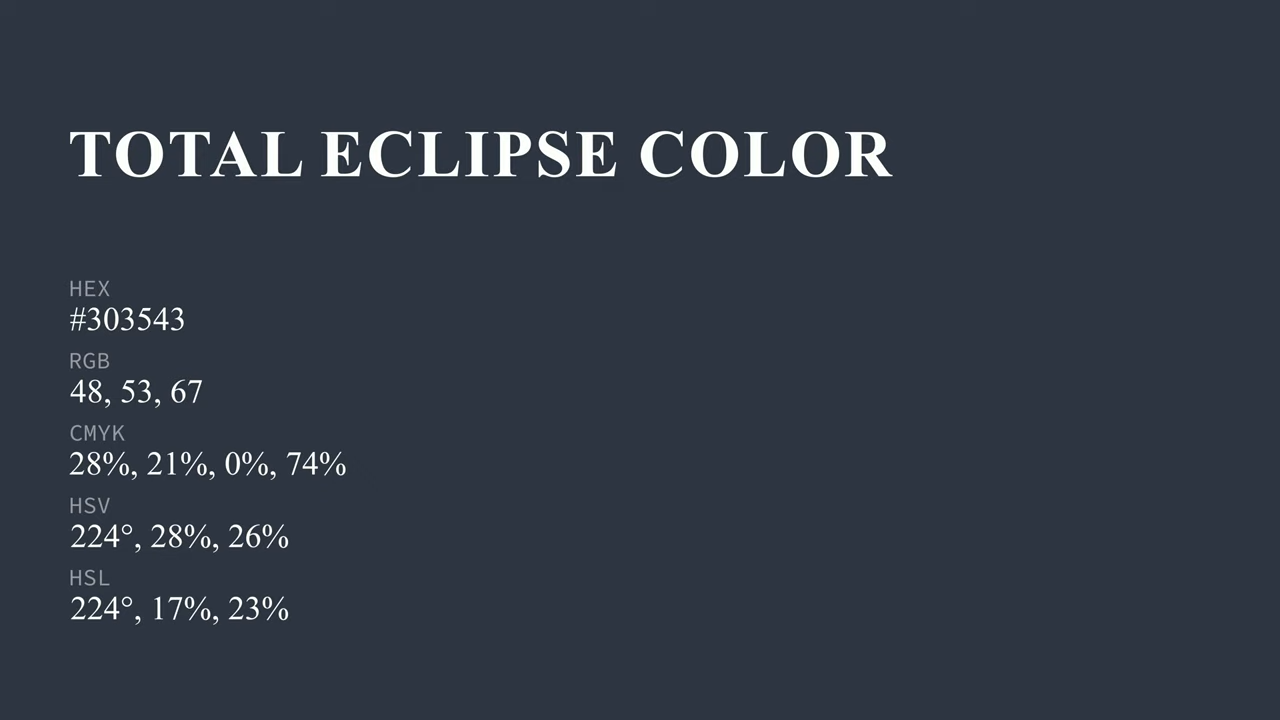 TOTAL ECLIPSE COLOR
HEX
#303543
RGB
48, 53, 67
CMYK
28%, 21%, 0%, 74%
HSV
224°, 28%, 26%
HSL
224°, 17%, 23%